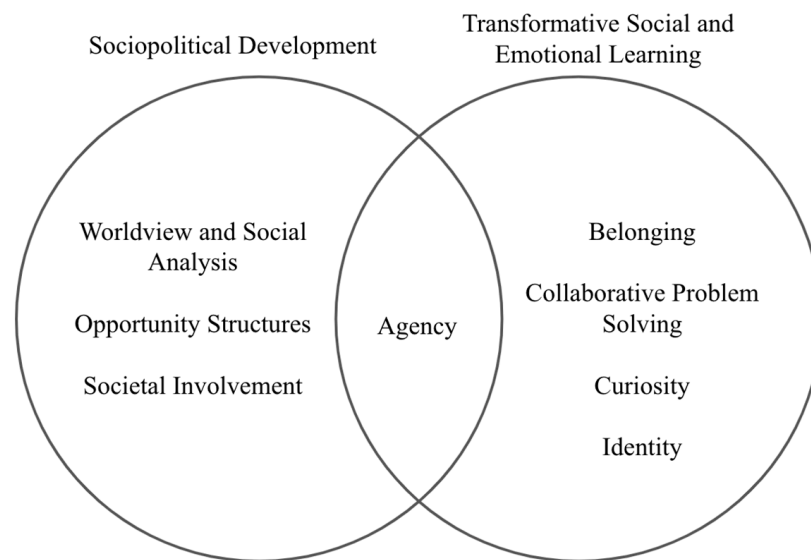 Sociopolitical Development
Transformative Social and
Emotional Learning
Worldview and Social
Analysis
Opportunity Structures
Societal Involvement
Agency
Belonging
Collaborative Problem
Solving
Curiosity
Identity